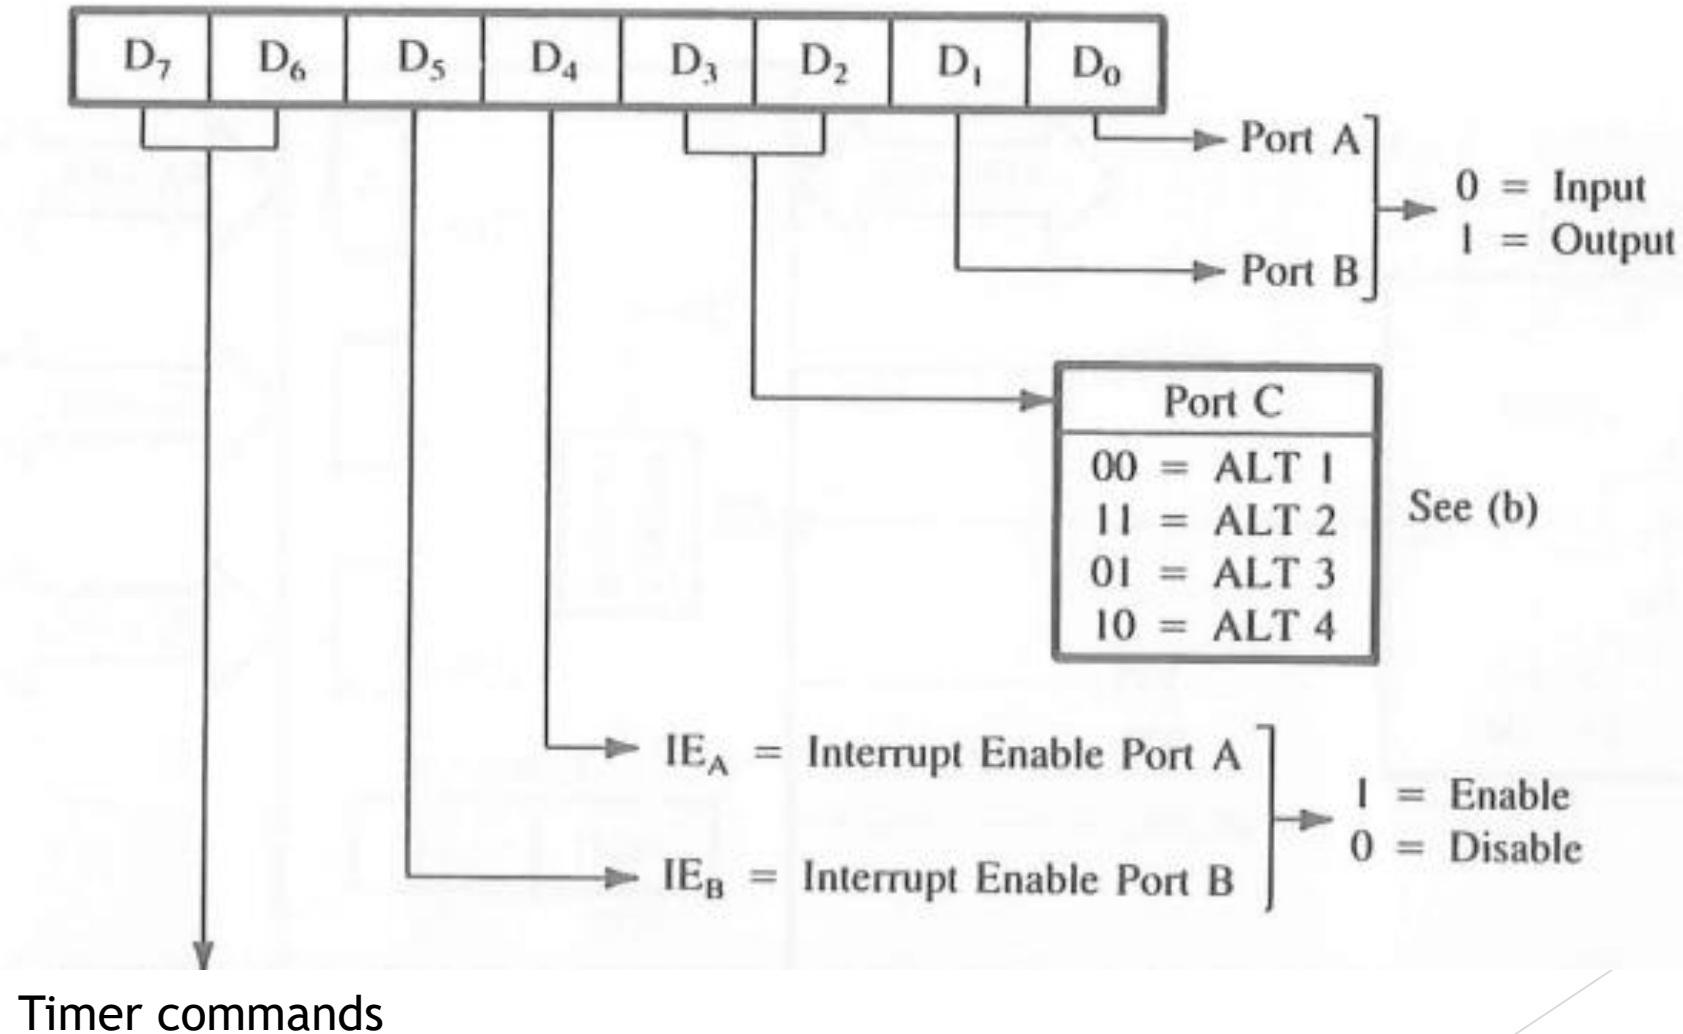 D₇ D₆ D₅ D₄ D₃ D₂ D₁ D₀
Port A
0 = Input
1 = Output
Port B
Port C
00 = ALT 1
11 = ALT 2
01 = ALT 3
10 = ALT 4
See (b)
IE_A = Interrupt Enable Port A
1 = Enable
0 = Disable
IE_B = Interrupt Enable Port B
Timer commands